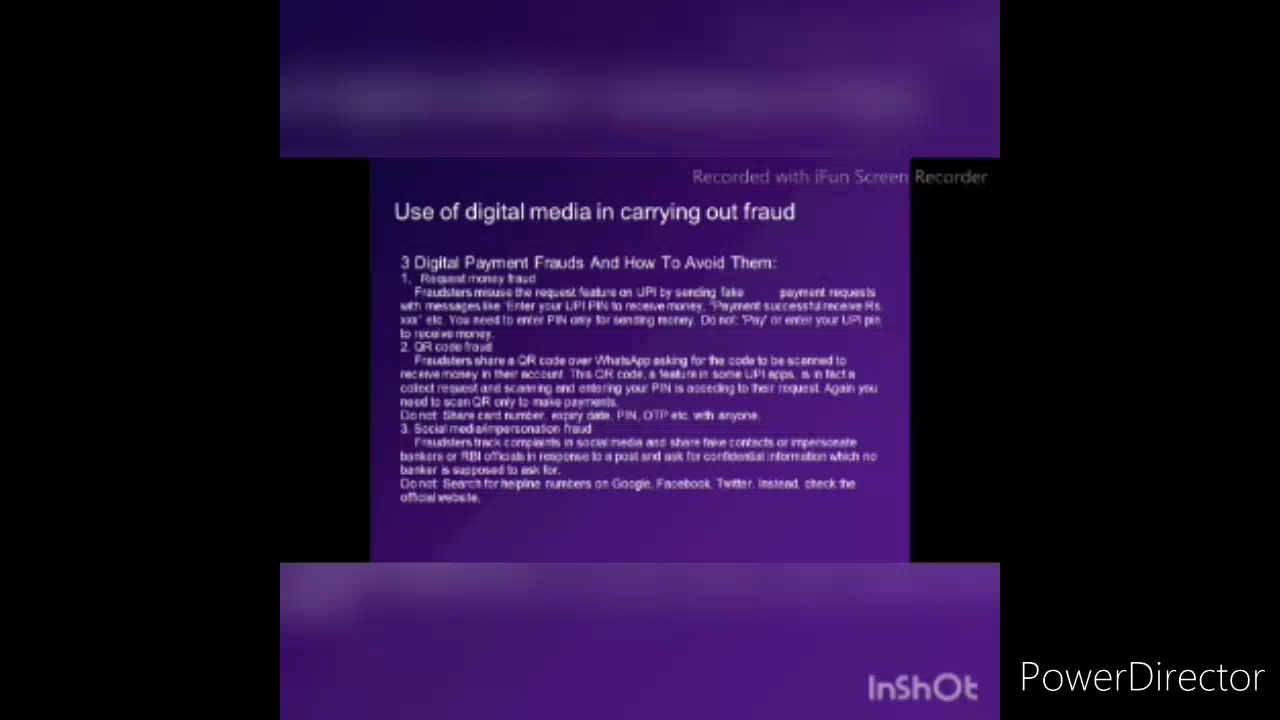 Recorded with iFun Screen Recorder
Use of digital media in carrying out fraud
3 Digital Payment Frauds And How To Avoid Them:
1. Request money fraud
Fraudsters misuse the request feature on UPI by sending fake payment requests
with messages like 'Enter your UPI PIN to receive money, "Payment successful receive Rs.
xxx" etc. You need to enter PIN only for sending money. Do not: 'Pay' or enter your UPI pin
to receive money.
2. QR code fraud
Fraudsters share a QR code over WhatsApp asking for the code to be scanned to
receive money in their account. This QR code, a feature in some UPI apps, is in fact a
collect request and scanning and entering your PIN is acceding to their request. Again you
need to scan QR only to make payments.
Do not: Share card number, expiry date, PIN, OTP etc. with anyone.
3. Social media/impersonation fraud
Fraudsters track complaints in social media and share fake contacts or impersonate
bankers or RBI officials in response to a post and ask for confidential information which no
banker is supposed to ask for.
Do not: Search for helpline numbers on Google, Facebook, Twitter. Instead, check the
official website.
InShOt
PowerDirector